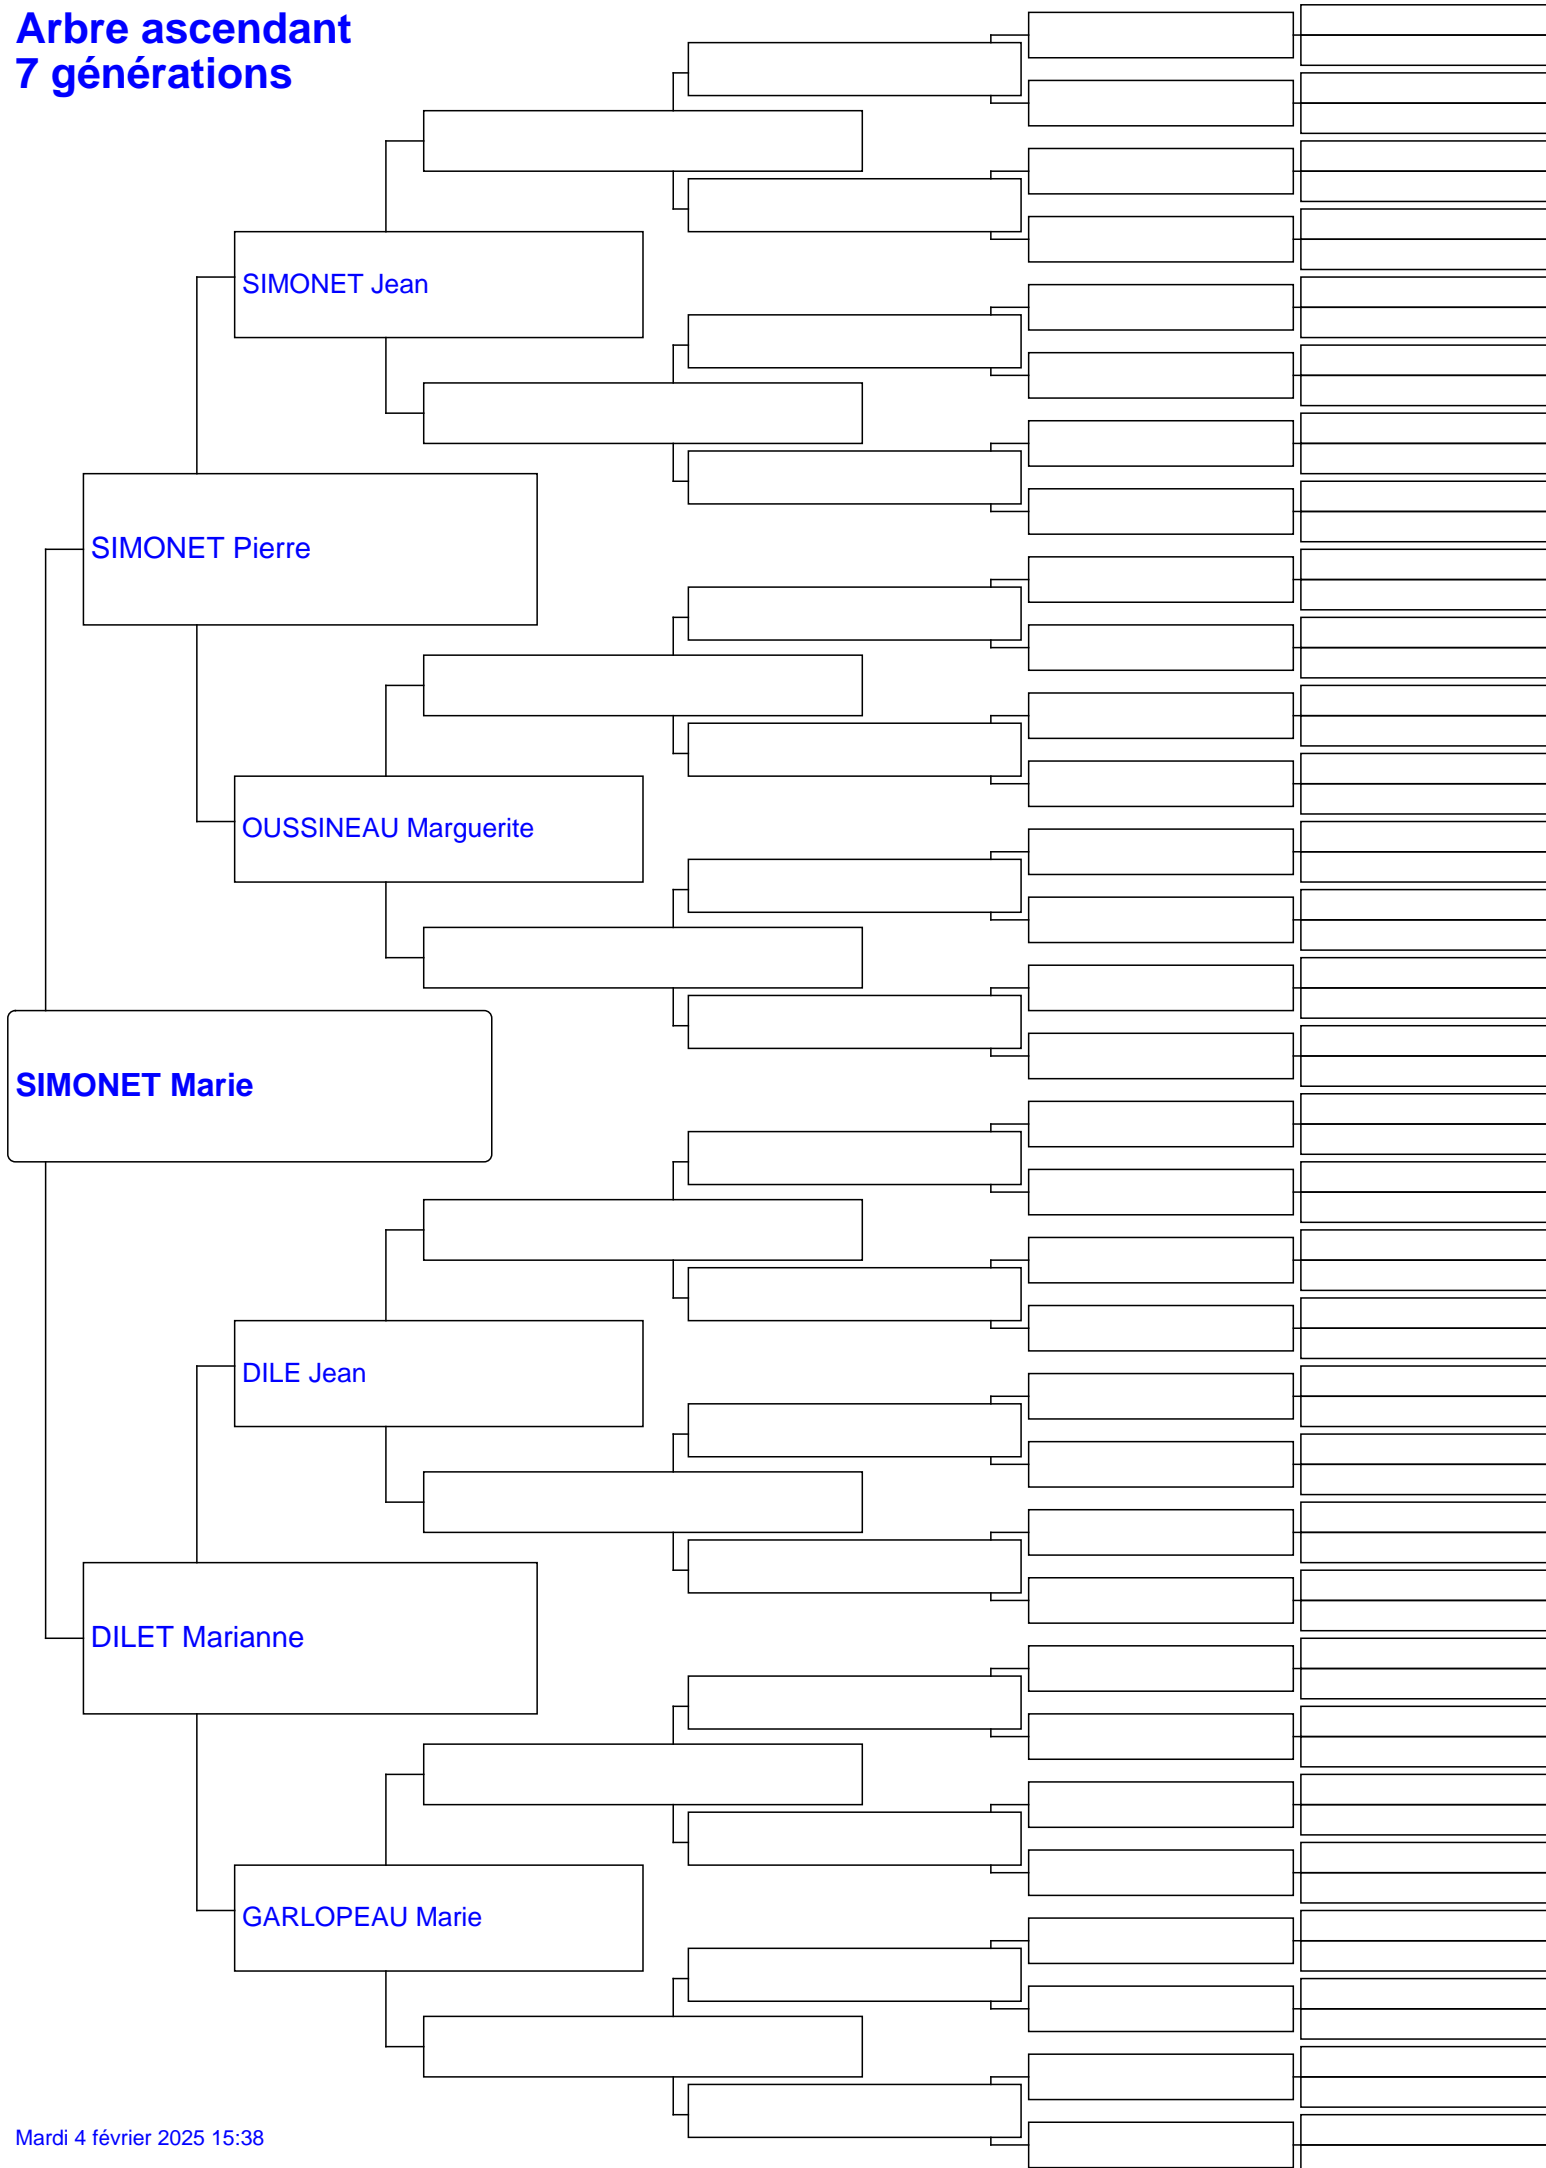 Arbre ascendant
7 générations
SIMONET Jean
SIMONET Pierre
OUSSINEAU Marguerite
SIMONET Marie
DILE Jean
DILET Marianne
GARLOPEAU Marie
Mardi 4 février 2025 15:38